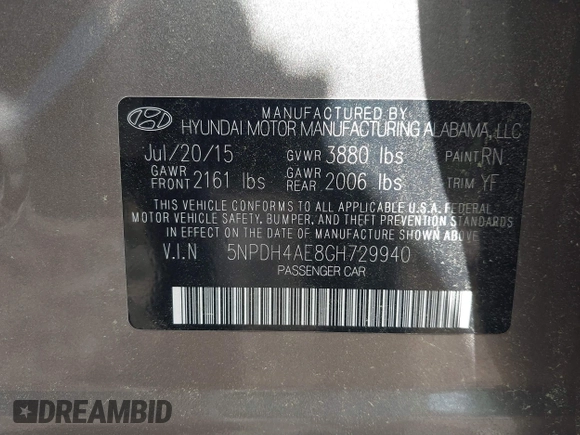 MANUFACTURED BY
HYUNDAI MOTOR MANUFACTURING ALABAMA, LLC
Jul/20/15 GVWR 3880 lbs PAINT RN
GAWR FRONT 2161 lbs GAWR REAR 2006 lbs TRIM YF
THIS VEHICLE CONFORMS TO ALL APPLICABLE U.S.A. FEDERAL
MOTOR VEHICLE SAFETY, BUMPER, AND THEFT PREVENTION STANDARDS
IN EFFECT ON THE DATE OF MANUFACTURE SHOWN ABOVE.
V.I.N 5NPDH4AE8GH729940
PASSENGER CAR
DREAMBID